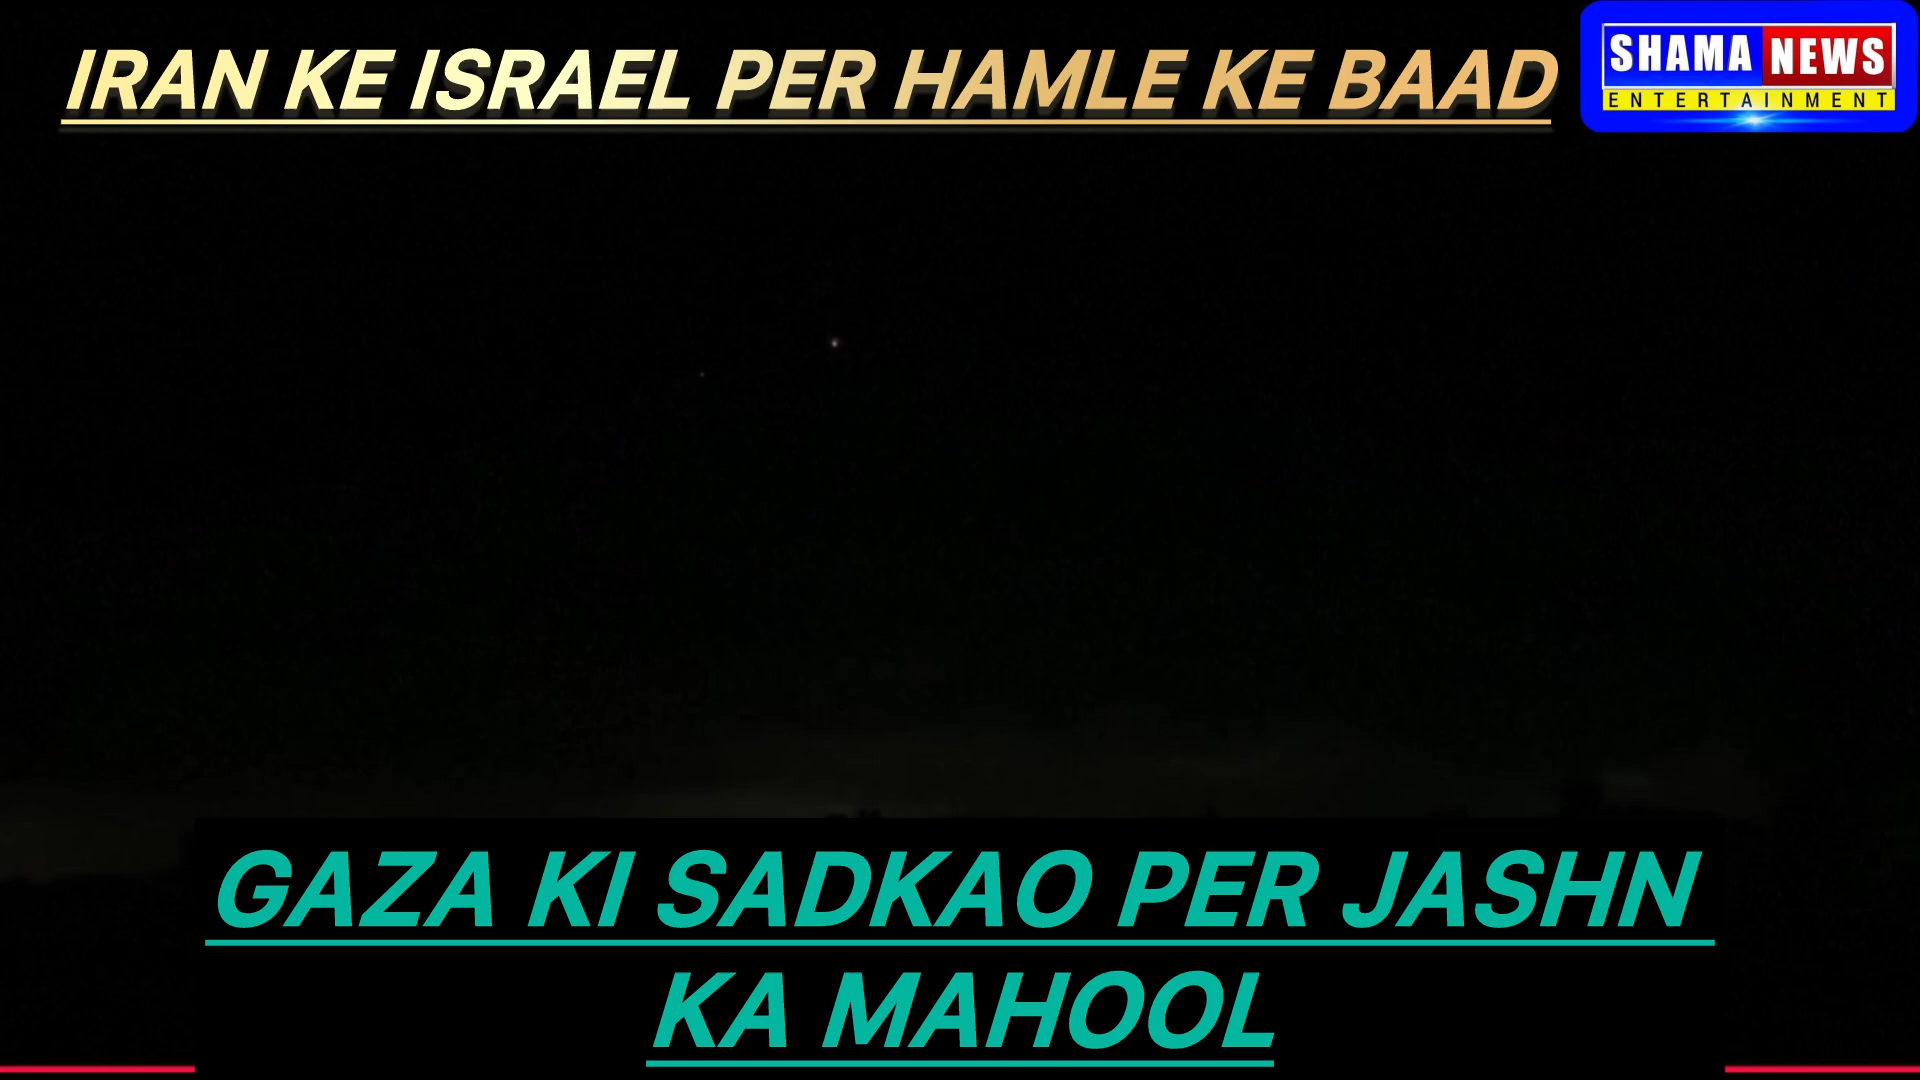 IRAN KE ISRAEL PER HAMLE KE BAAD
SHAMA NEWS
ENTERTAINMENT
GAZA KI SADKAO PER JASHN
KA MAHOOL